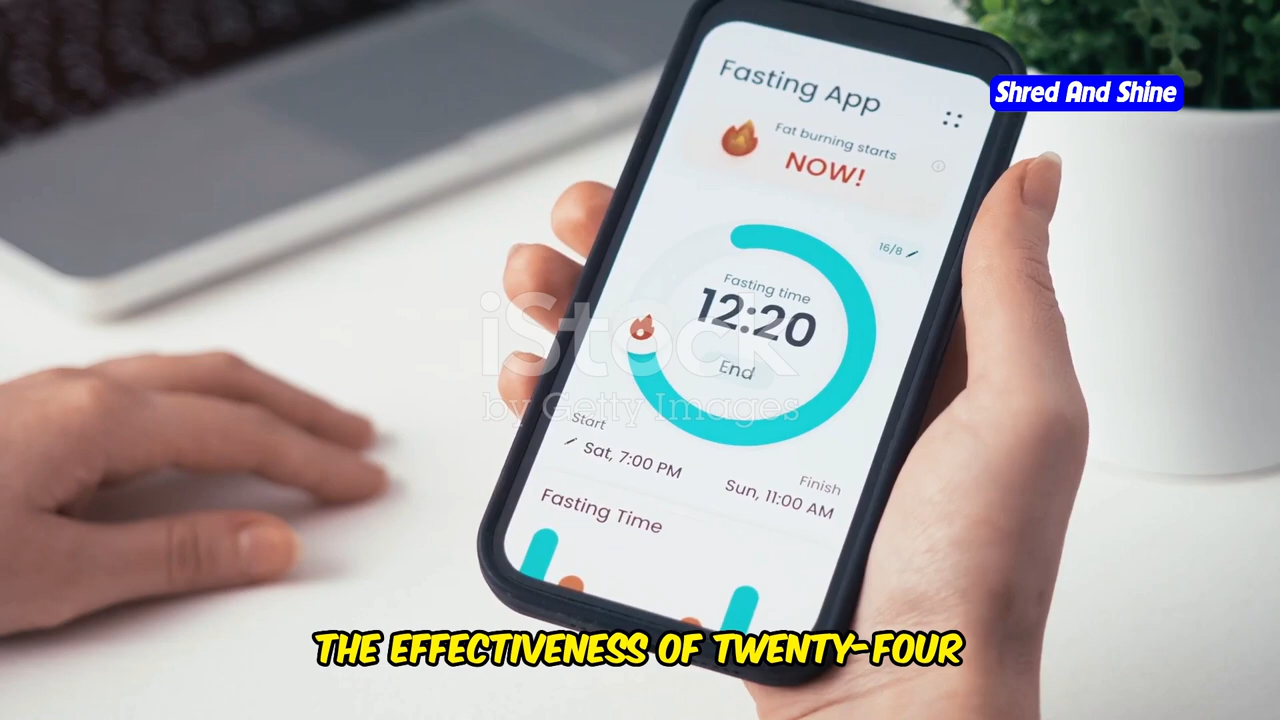 Fasting App
Shred And Shine
Fat burning starts
NOW!
16/8
Fasting time
12:20
End
iStock
by Getty Images
Start
Sat, 7:00 PM
Finish
Sun, 11:00 AM
Fasting Time
THE EFFECTIVENESS OF TWENTY-FOUR